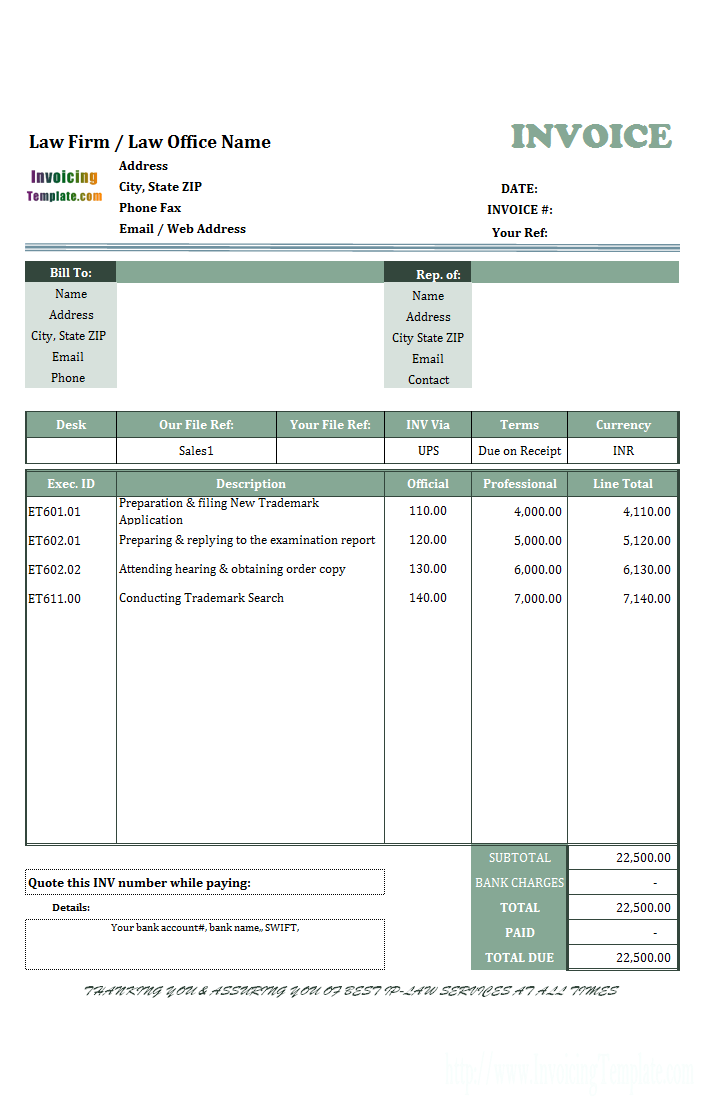 INVOICE
Law Firm / Law Office Name
Invoicing
Template.com
Address
City, State ZIP
Phone Fax
Email / Web Address
DATE:
INVOICE #:
Your Ref:
Bill To: Rep. of:
Name Name
Address Address
City, State ZIP City State ZIP
Email Email
Phone Contact
Desk Our File Ref: Your File Ref: INV Via Terms Currency
Sales1 UPS Due on Receipt INR
Exec. ID Description Official Professional Line Total
ET601.01 Preparation & filing New Trademark Application 110.00 4,000.00 4,110.00
ET602.01 Preparing & replying to the examination report 120.00 5,000.00 5,120.00
ET602.02 Attending hearing & obtaining order copy 130.00 6,000.00 6,130.00
ET611.00 Conducting Trademark Search 140.00 7,000.00 7,140.00
SUBTOTAL 22,500.00
Quote this INV number while paying: BANK CHARGES -
Details: TOTAL 22,500.00
Your bank account#, bank name,, SWIFT, PAID -
TOTAL DUE 22,500.00
THANKING YOU & ASSURING YOU OF BEST IP-LAW SERVICES AT ALL TIMES
http://www.InvoicingTemplate.com